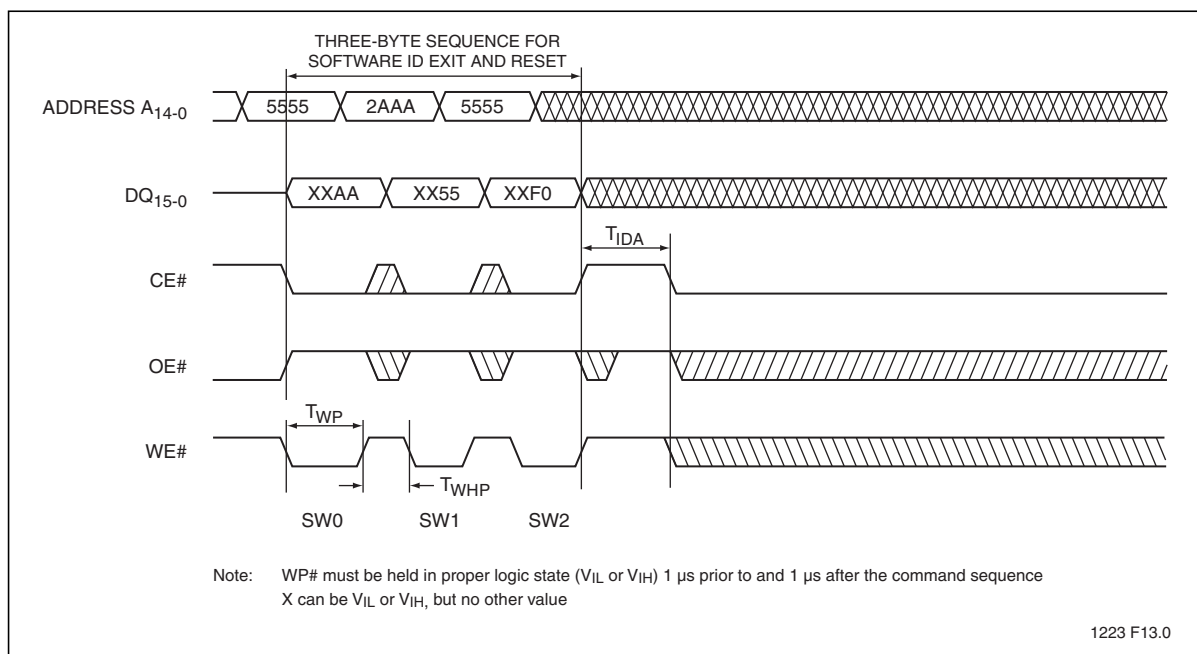 THREE-BYTE SEQUENCE FOR
SOFTWARE ID EXIT AND RESET
ADDRESS A14-0
5555 2AAA 5555
DQ15-0
XXAA XX55 XXF0
TIDA
CE#
OE#
TWP
WE#
TWHP
SW0 SW1 SW2
Note: WP# must be held in proper logic state (VIL or VIH) 1 µs prior to and 1 µs after the command sequence
X can be VIL or VIH, but no other value
1223 F13.0